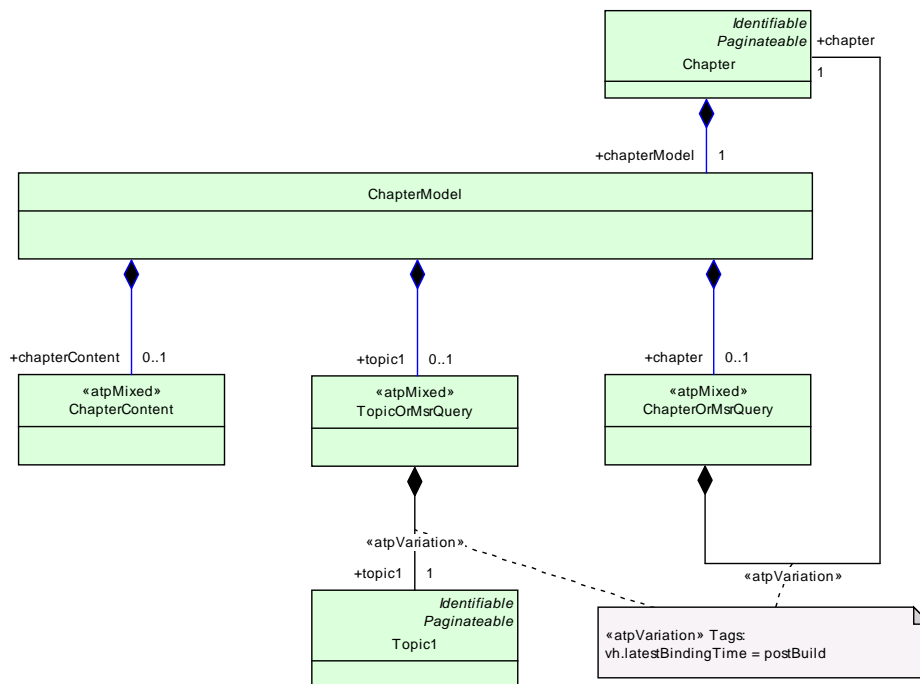 Identifiable
Paginateable
Chapter
+chapter
1
+chapterModel 1
ChapterModel
+chapterContent 0..1
+topic1 0..1
+chapter 0..1
«atpMixed»
ChapterContent
«atpMixed»
TopicOrMsrQuery
«atpMixed»
ChapterOrMsrQuery
«atpVariation»
«atpVariation»
+topic1 1
Identifiable
Paginateable
Topic1
«atpVariation» Tags:
vh.latestBindingTime = postBuild